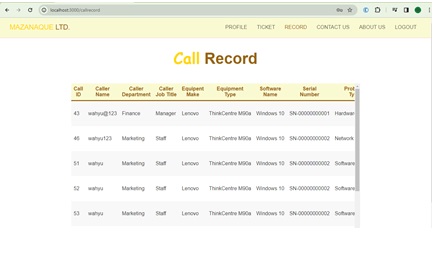 localhost:3000/callrecord
MAZANAQUE LTD.
PROFILE TICKET RECORD CONTACT US ABOUT US LOGOUT
Call Record
Call ID Caller Name Caller Department Caller Job Title Equipent Make Equipment Type Software Name Serial Number
43 wahyu@123 Finance Manager Lenovo ThinkCentre M90a Windows 10 SN-00000000001 Hardwar
46 wahyu123 Marketing Staff Lenovo ThinkCentre M90a Windows 10 SN-00000000002 Network
51 wahyu Marketing Staff Lenovo ThinkCentre M90a Windows 10 SN-00000000002 Software
52 wahyu Marketing Staff Lenovo ThinkCentre M90a Windows 10 SN-00000000002 Software
53 wahyu Marketing Staff Lenovo ThinkCentre M90a Windows 10 SN-00000000002 Software